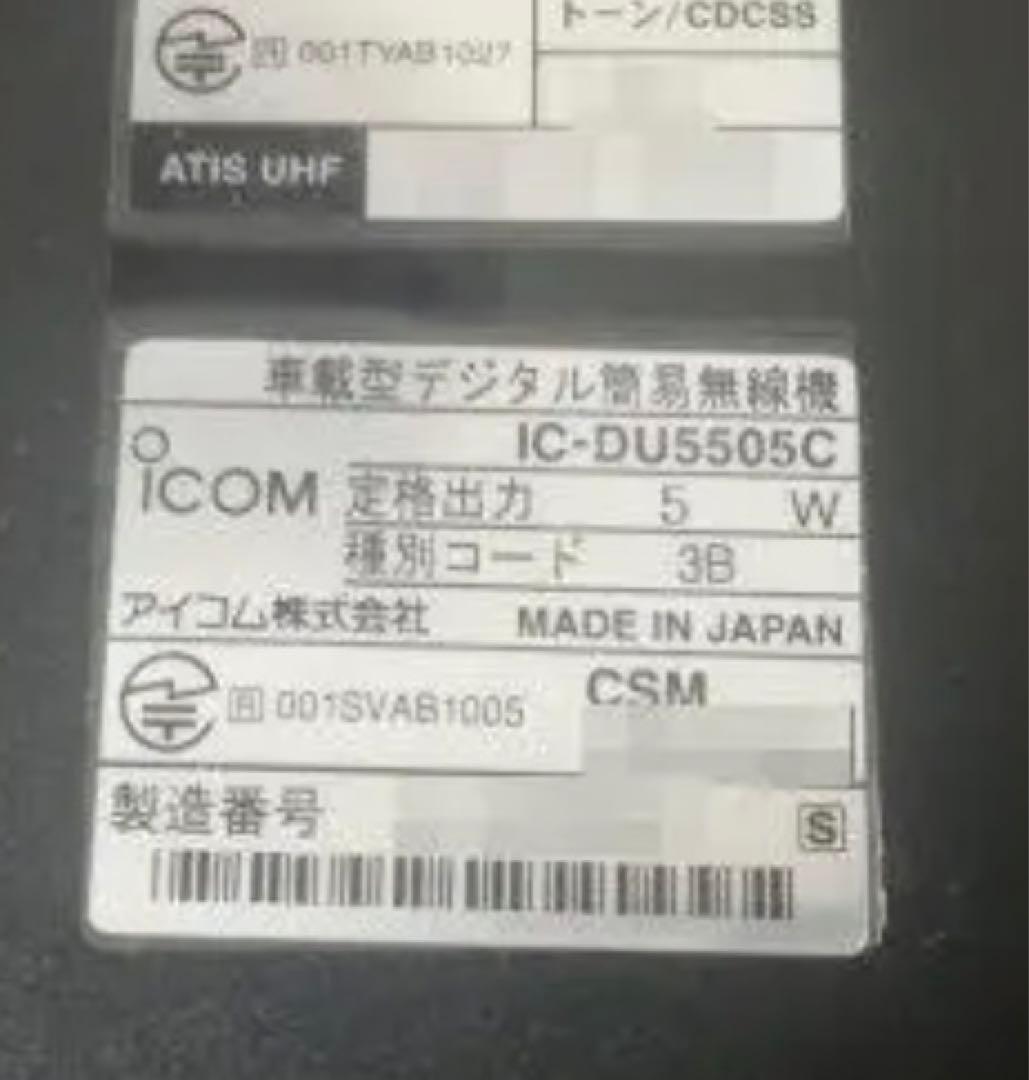 トーン/CDCSS
R 001TYAB1027
ATIS UHF
車載型デジタル簡易無線機
IC-DU5505C
ICOM 定格出力 5 W
種別コード 3B
アイコム株式会社 MADE IN JAPAN
R 001SVAB1005 CSM
製造番号 S